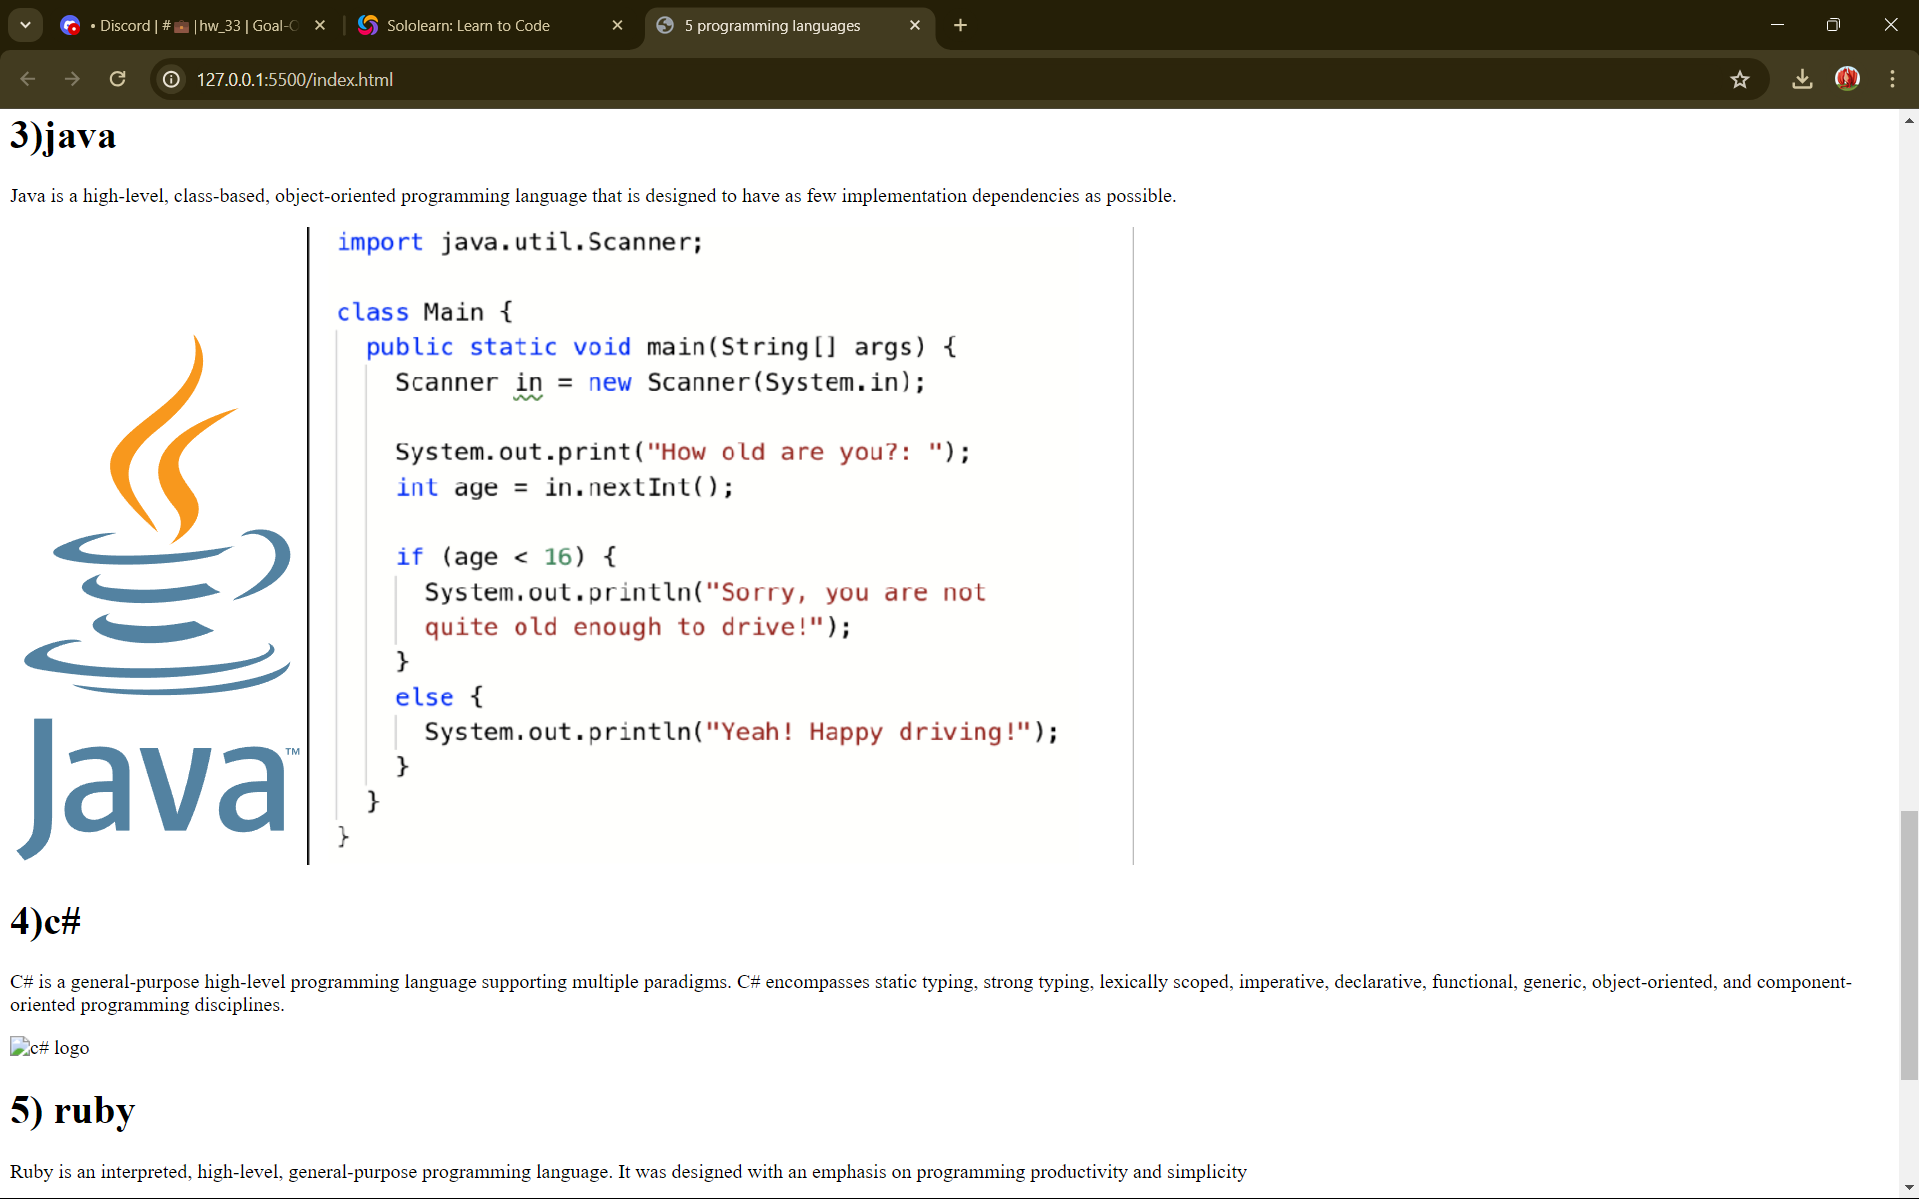 • Discord | #💼|hw_33 | Goal-O
Sololearn: Learn to Code
5 programming languages
127.0.0.1:5500/index.html
3)java
Java is a high-level, class-based, object-oriented programming language that is designed to have as few implementation dependencies as possible.
import java.util.Scanner;
class Main {
public static void main(String[] args) {
Scanner in = new Scanner(System.in);
System.out.print("How old are you?: ");
int age = in.nextInt();
if (age < 16) {
System.out.println("Sorry, you are not
quite old enough to drive!");
}
else {
System.out.println("Yeah! Happy driving!");
}
}
}
Java™
4)c#
C# is a general-purpose high-level programming language supporting multiple paradigms. C# encompasses static typing, strong typing, lexically scoped, imperative, declarative, functional, generic, object-oriented, and component-
oriented programming disciplines.
c# logo
5) ruby
Ruby is an interpreted, high-level, general-purpose programming language. It was designed with an emphasis on programming productivity and simplicity